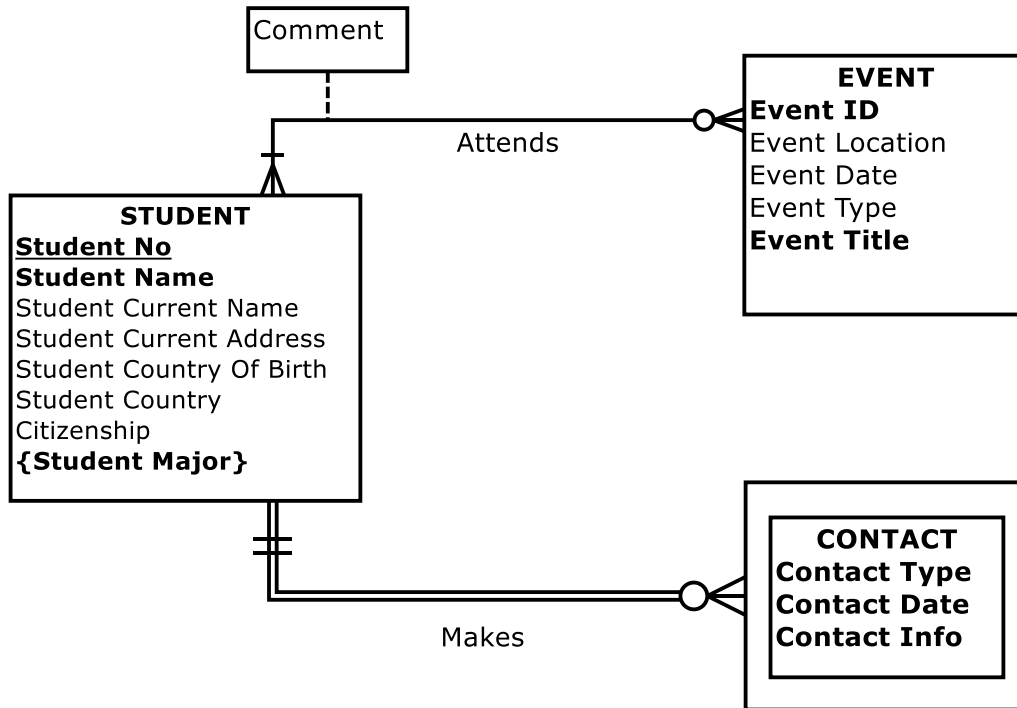 Comment
EVENT
Event ID
Event Location
Event Date
Event Type
Event Title
Attends
STUDENT
Student No
Student Name
Student Current Name
Student Current Address
Student Country Of Birth
Student Country
Citizenship
{Student Major}
CONTACT
Contact Type
Contact Date
Contact Info
Makes